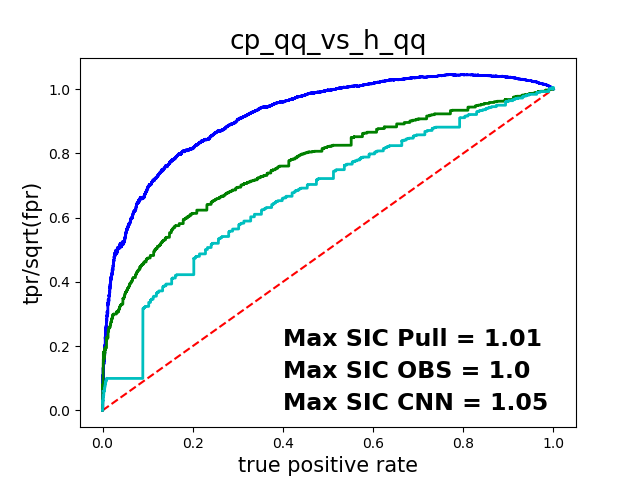 cp_qq_vs_h_qq
tpr/sqrt(fpr)
1.0
0.8
0.6
0.4
0.2
0.0
Max SIC Pull = 1.01
Max SIC OBS = 1.0
Max SIC CNN = 1.05
0.0 0.2 0.4 0.6 0.8 1.0
true positive rate